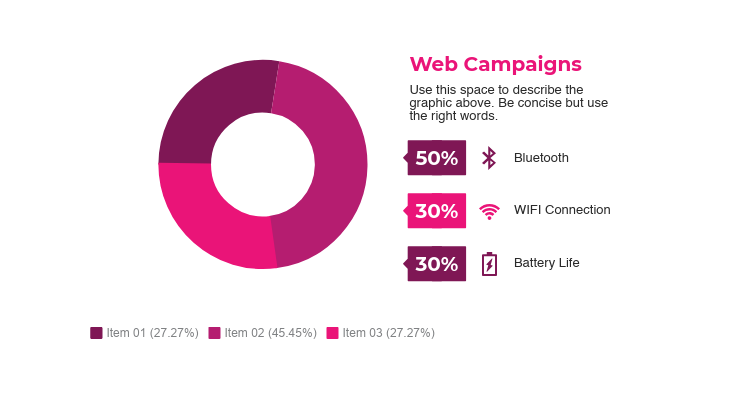 Web Campaigns
Use this space to describe the
graphic above. Be concise but use
the right words.
50% Bluetooth
30% WIFI Connection
30% Battery Life
Item 01 (27.27%) Item 02 (45.45%) Item 03 (27.27%)